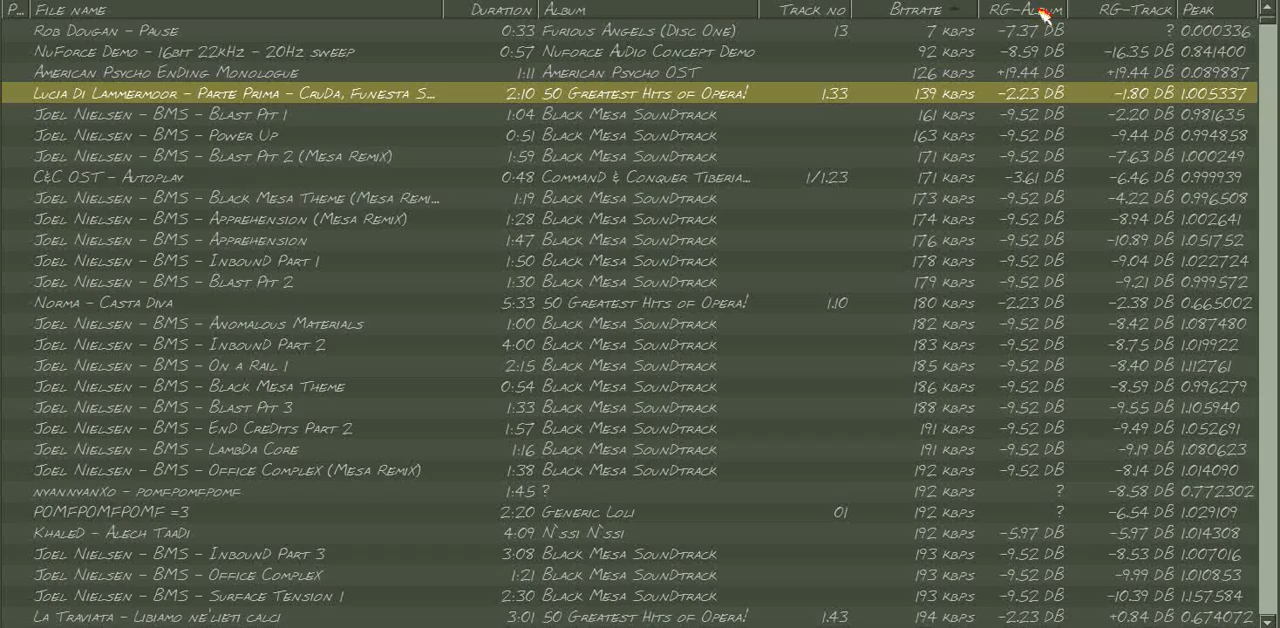 P... File name Duration Album Track no Bitrate RG-Album RG-Track Peak
Rob Dougan - Pause 0:33 Furious Angels (Disc One) 13 7 kbps -7.37 dB ? 0.000336
NuForce Demo - 16bit 22kHz - 20Hz sweep 0:57 Nuforce Audio Concept Demo 92 kbps -8.59 dB -16.35 dB 0.841400
American Psycho Ending Monologue 1:11 American Psycho OST 126 kbps +19.44 dB +19.44 dB 0.089887
Lucia Di Lammermoor - Parte Prima - Cruda, Funesta S... 2:10 50 Greatest Hits of Opera! 1.33 139 kbps -2.23 dB -1.80 dB 1.005337
Joel Nielsen - BMS - Blast Pit 1 1:04 Black Mesa Soundtrack 161 kbps -9.52 dB -2.20 dB 0.981635
Joel Nielsen - BMS - Power Up 0:51 Black Mesa Soundtrack 163 kbps -9.52 dB -9.44 dB 0.994858
Joel Nielsen - BMS - Blast Pit 2 (Mesa Remix) 1:59 Black Mesa Soundtrack 171 kbps -9.52 dB -7.63 dB 1.000249
C&C OST - Autoplay 0:48 Command & Conquer Tiberia... 1/1.23 171 kbps -3.61 dB -6.46 dB 0.999939
Joel Nielsen - BMS - Black Mesa Theme (Mesa Remi... 1:19 Black Mesa Soundtrack 173 kbps -9.52 dB -4.22 dB 0.996508
Joel Nielsen - BMS - Apprehension (Mesa Remix) 1:28 Black Mesa Soundtrack 174 kbps -9.52 dB -8.94 dB 1.002641
Joel Nielsen - BMS - Apprehension 1:47 Black Mesa Soundtrack 176 kbps -9.52 dB -10.89 dB 1.051752
Joel Nielsen - BMS - Inbound Part 1 1:50 Black Mesa Soundtrack 178 kbps -9.52 dB -9.04 dB 1.022724
Joel Nielsen - BMS - Blast Pit 2 1:30 Black Mesa Soundtrack 179 kbps -9.52 dB -9.21 dB 0.999572
Norma - Casta Diva 5:33 50 Greatest Hits of Opera! 1.10 180 kbps -2.23 dB -2.38 dB 0.665002
Joel Nielsen - BMS - Anomalous Materials 1:00 Black Mesa Soundtrack 182 kbps -9.52 dB -8.42 dB 1.087480
Joel Nielsen - BMS - Inbound Part 2 4:00 Black Mesa Soundtrack 183 kbps -9.52 dB -8.75 dB 1.019922
Joel Nielsen - BMS - On a Rail 1 2:15 Black Mesa Soundtrack 185 kbps -9.52 dB -8.40 dB 1.112761
Joel Nielsen - BMS - Black Mesa Theme 0:54 Black Mesa Soundtrack 186 kbps -9.52 dB -8.59 dB 0.996279
Joel Nielsen - BMS - Blast Pit 3 1:33 Black Mesa Soundtrack 188 kbps -9.52 dB -9.55 dB 1.105940
Joel Nielsen - BMS - End Credits Part 2 1:57 Black Mesa Soundtrack 191 kbps -9.52 dB -9.49 dB 1.052691
Joel Nielsen - BMS - Lambda Core 1:16 Black Mesa Soundtrack 191 kbps -9.52 dB -9.19 dB 1.080623
Joel Nielsen - BMS - Office Complex (Mesa Remix) 1:38 Black Mesa Soundtrack 192 kbps -9.52 dB -8.14 dB 1.014090
nyannyanxo - pomfpomfpomf 1:45 ? 192 kbps ? -8.58 dB 0.772302
POMFPOMFPOMF =3 2:20 Generic Loli 01 192 kbps ? -6.54 dB 1.029109
Khaled - Alech Taadi 4:09 N'ssi N'ssi 192 kbps -5.97 dB -5.97 dB 1.014308
Joel Nielsen - BMS - Inbound Part 3 3:08 Black Mesa Soundtrack 193 kbps -9.52 dB -8.53 dB 1.007016
Joel Nielsen - BMS - Office Complex 1:21 Black Mesa Soundtrack 193 kbps -9.52 dB -9.99 dB 1.010853
Joel Nielsen - BMS - Surface Tension 1 2:30 Black Mesa Soundtrack 193 kbps -9.52 dB -10.39 dB 1.157584
La Traviata - Libiamo ne'lieti calici 3:01 50 Greatest Hits of Opera! 1.43 194 kbps -2.23 dB +0.84 dB 0.674072